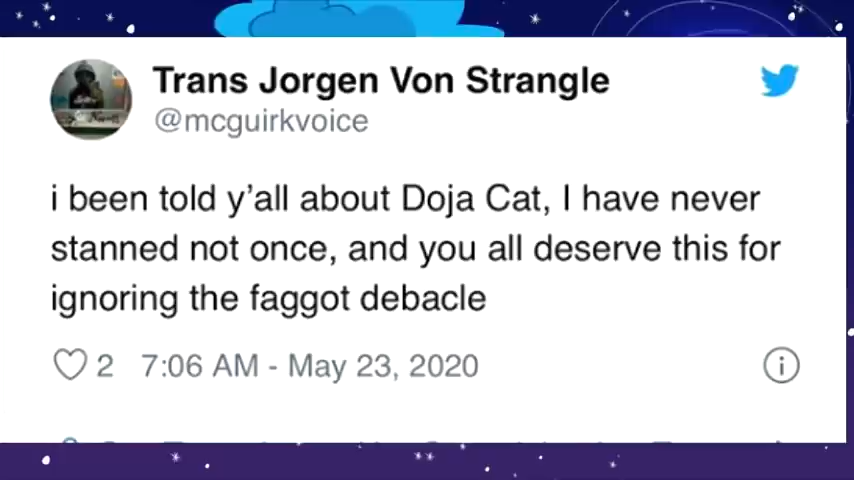 Trans Jorgen Von Strangle
@mcguirkvoice
i been told y'all about Doja Cat, I have never
stanned not once, and you all deserve this for
ignoring the faggot debacle
2 7:06 AM - May 23, 2020